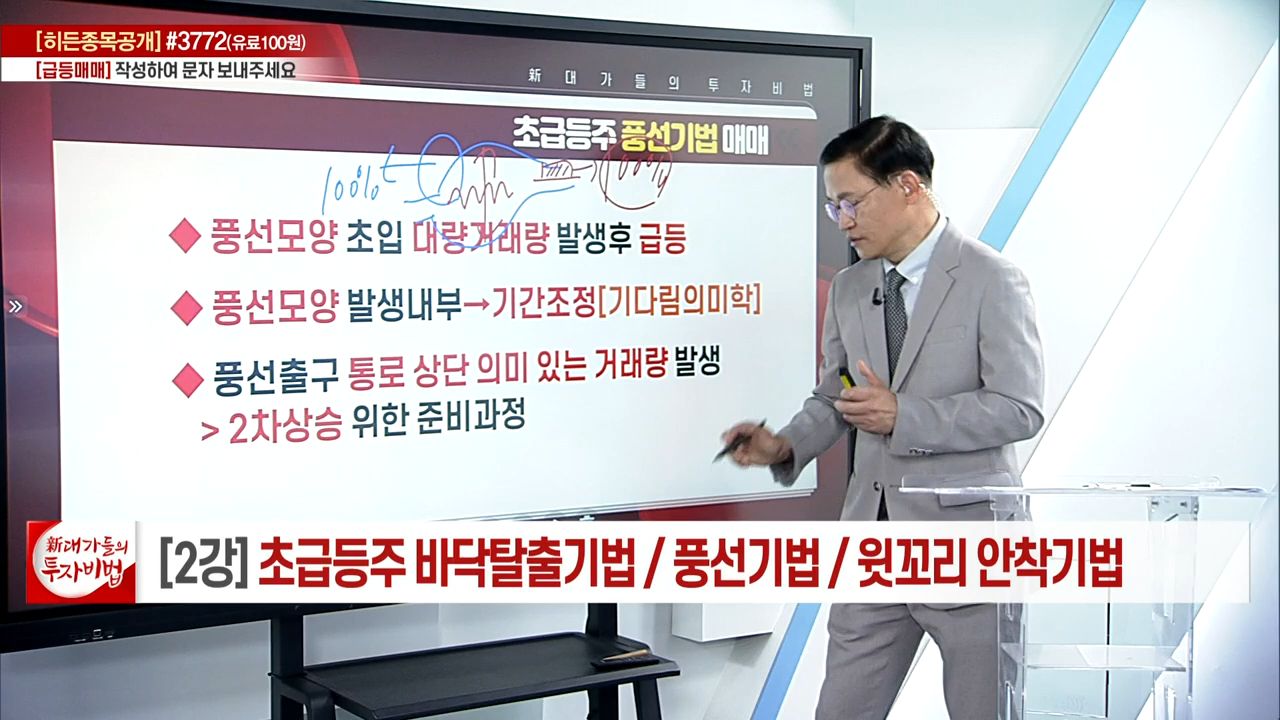 [히든종목공개] #3772(유료100원)
[급등매매] 작성하여 문자 보내주세요
新 대가들의 투자비법
초급등주 풍선기법 매매
100%
100%
◆ 풍선모양 초입 대량거래량 발생후 급등
◆ 풍선모양 발생내부→기간조정[기다림의미학]
◆ 풍선출구 통로 상단 의미 있는 거래량 발생
> 2차상승 위한 준비과정
新대가들의
투자비법
[2강] 초급등주 바닥탈출기법 / 풍선기법 / 윗꼬리 안착기법